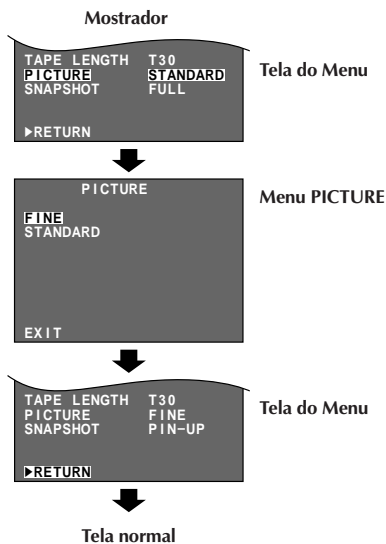 Mostrador
TAPE LENGTH T30
PICTURE STANDARD
SNAPSHOT FULL
▶RETURN
Tela do Menu
PICTURE
FINE
STANDARD
EXIT
Menu PICTURE
TAPE LENGTH T30
PICTURE FINE
SNAPSHOT PIN–UP
▶RETURN
Tela do Menu
Tela normal